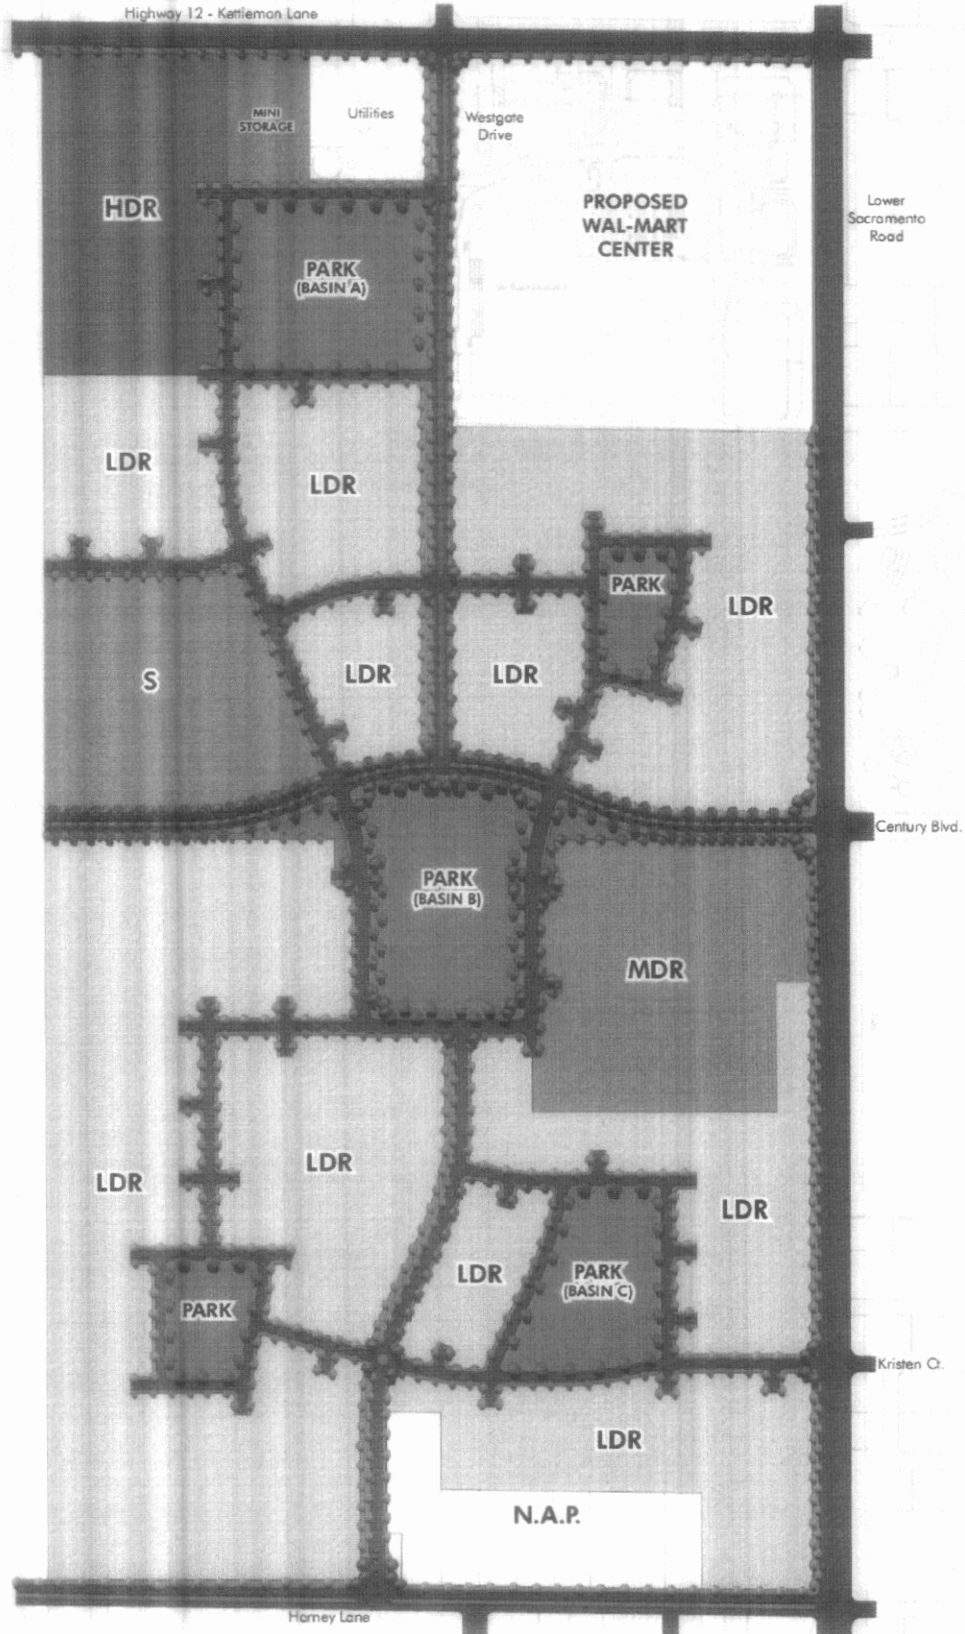 Highway 12 - Kettleman Lane
MINI
STORAGE
Utilities
Westgate
Drive
HDR
PROPOSED
WAL-MART
CENTER
Lower
Sacramento
Road
PARK
(BASIN A)
LDR
LDR
PARK
LDR
S
LDR
LDR
Century Blvd.
PARK
(BASIN B)
MDR
LDR
LDR
LDR
LDR
PARK
(BASIN C)
PARK
Kristen Ct.
LDR
N.A.P.
Harney Lane